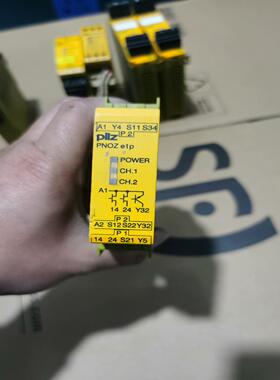 A1 Y4 S11 S34
P 2
pilz
PNOZ e1p
POWER
CH.1
CH.2
A1
14 24 Y32
P 2
A2 S12 S22 Y32
P 1
14 24 S21 Y5